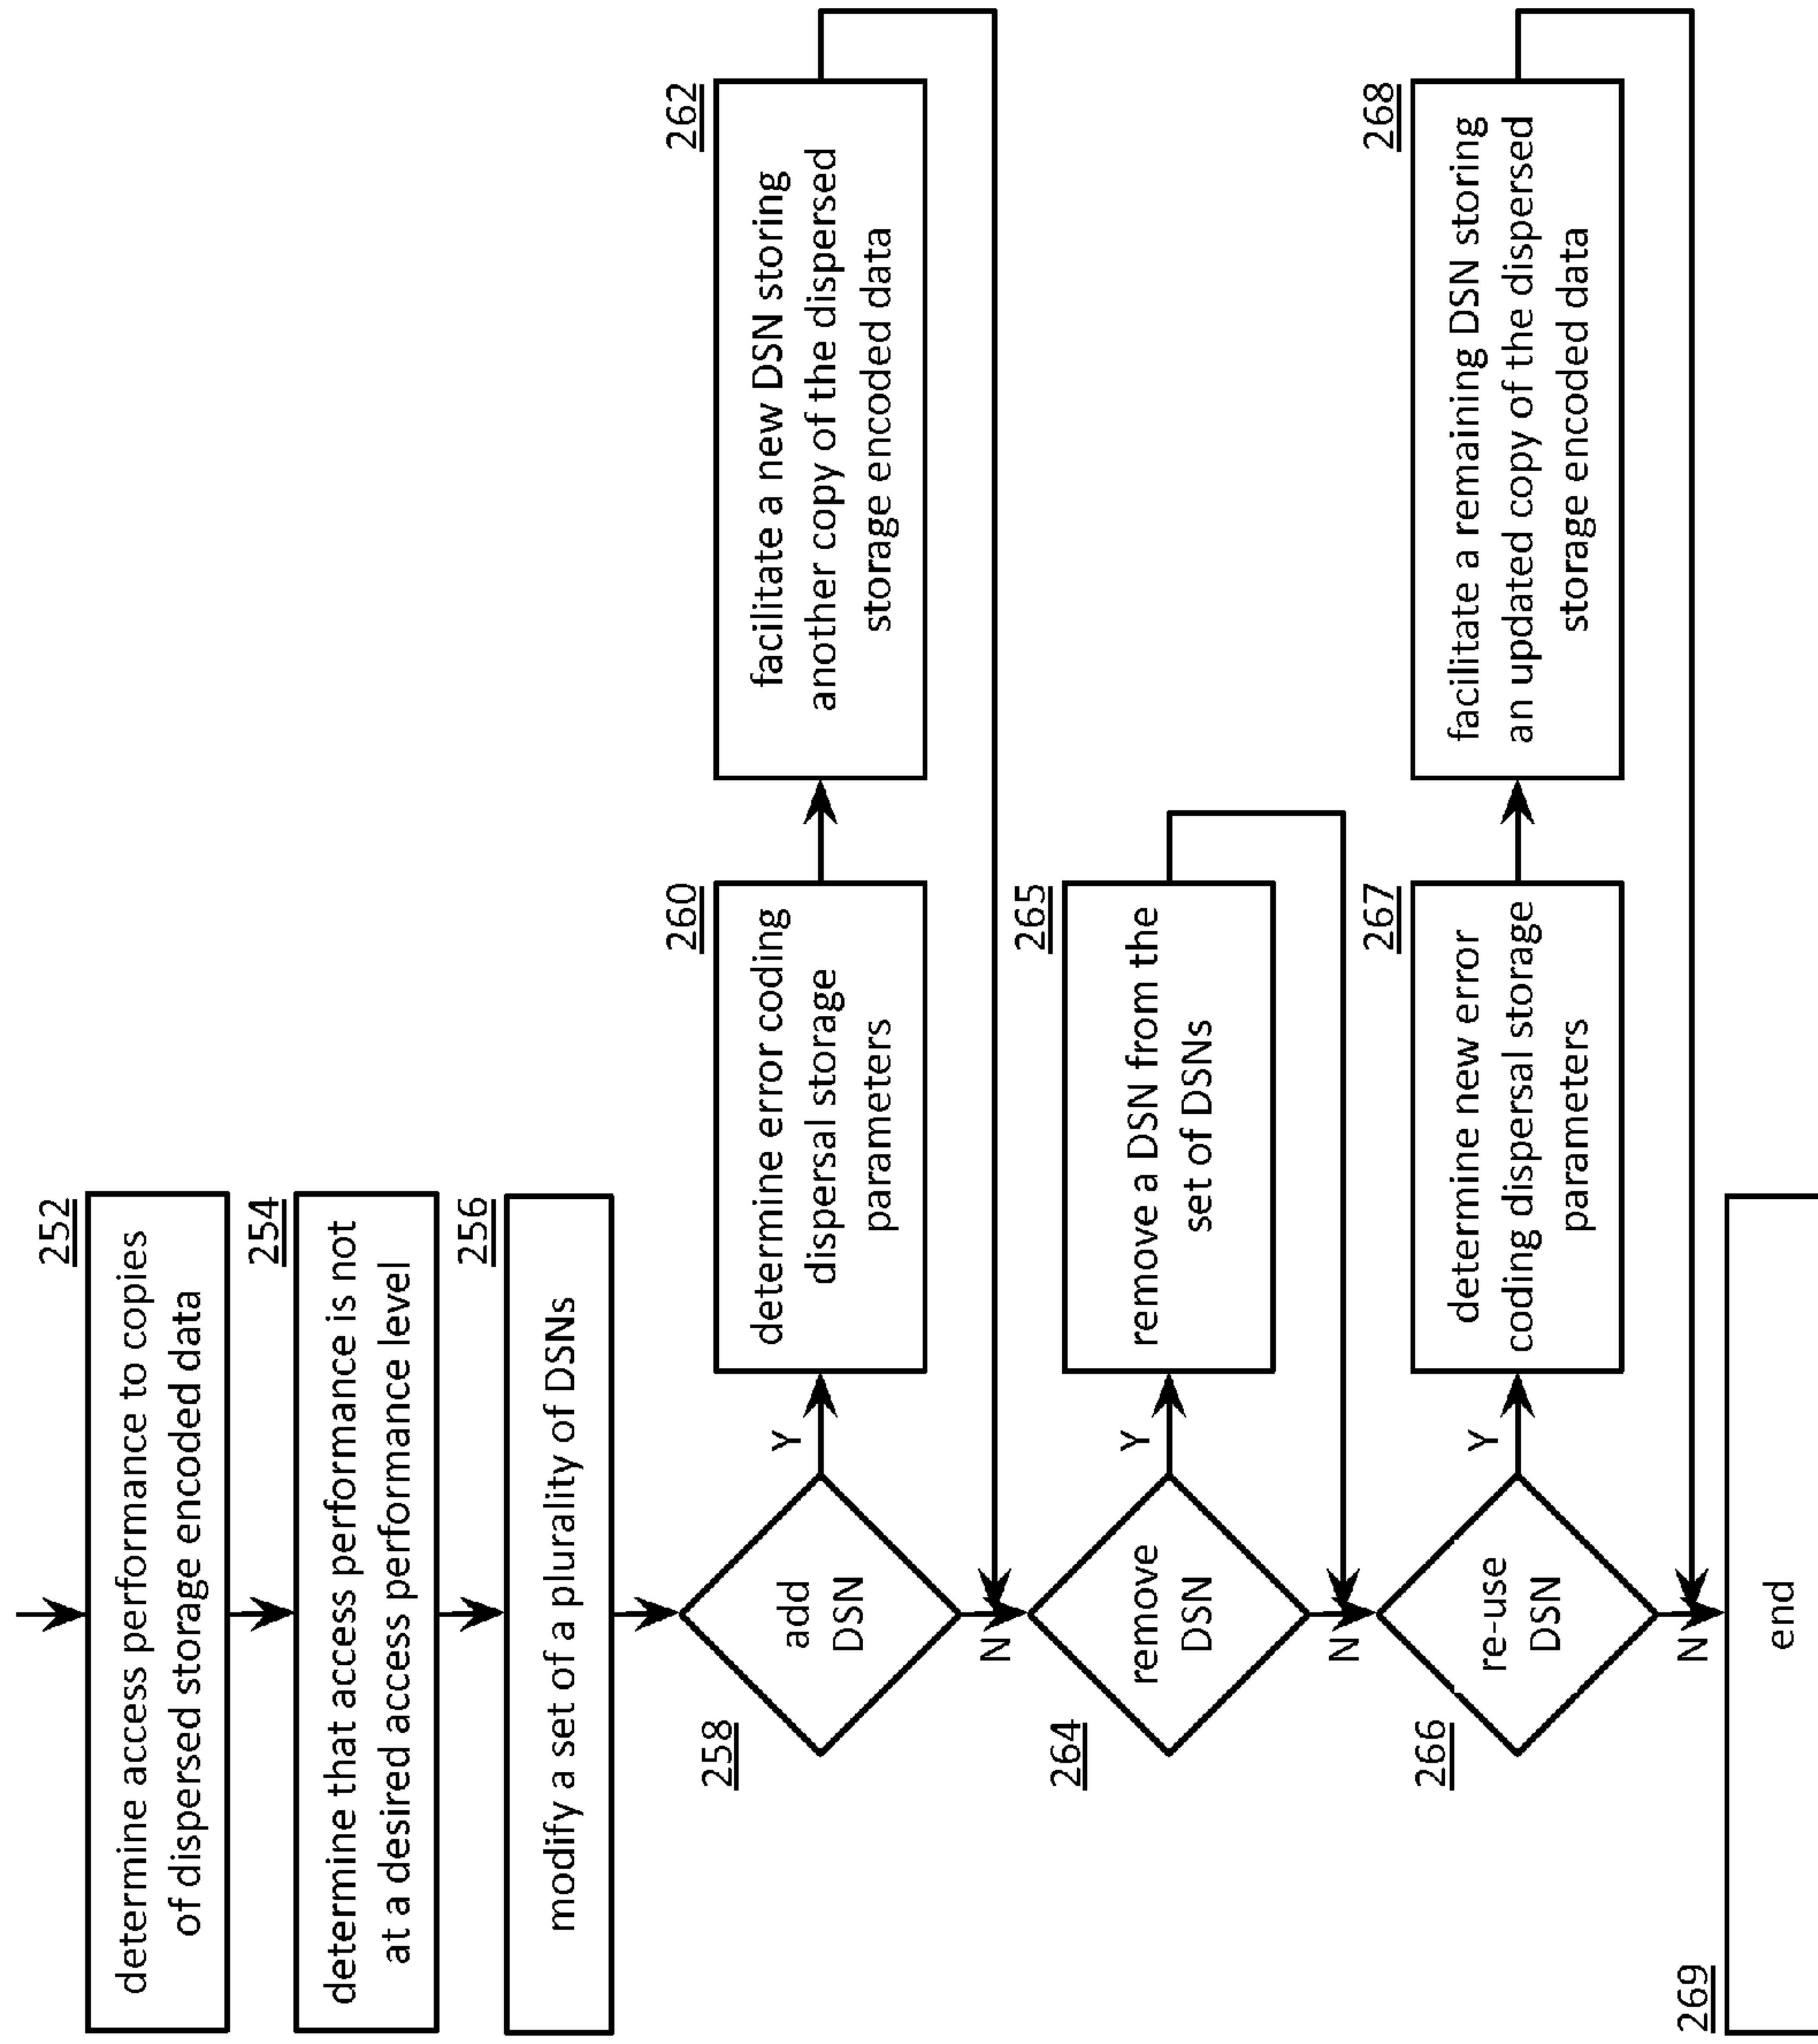 252
determine access performance to copies
of dispersed storage encoded data
254
determine that access performance is not
at a desired access performance level
256
modify a set of a plurality of DSNs
258
add
DSN
Y
N
260
determine error coding
dispersal storage
parameters
262
facilitate a new DSN storing
another copy of the dispersed
storage encoded data
264
remove
DSN
Y
N
265
remove a DSN from the
set of DSNs
266
re-use
DSN
Y
N
267
determine new error
coding dispersal storage
parameters
268
facilitate a remaining DSN storing
an updated copy of the dispersed
storage encoded data
269
end